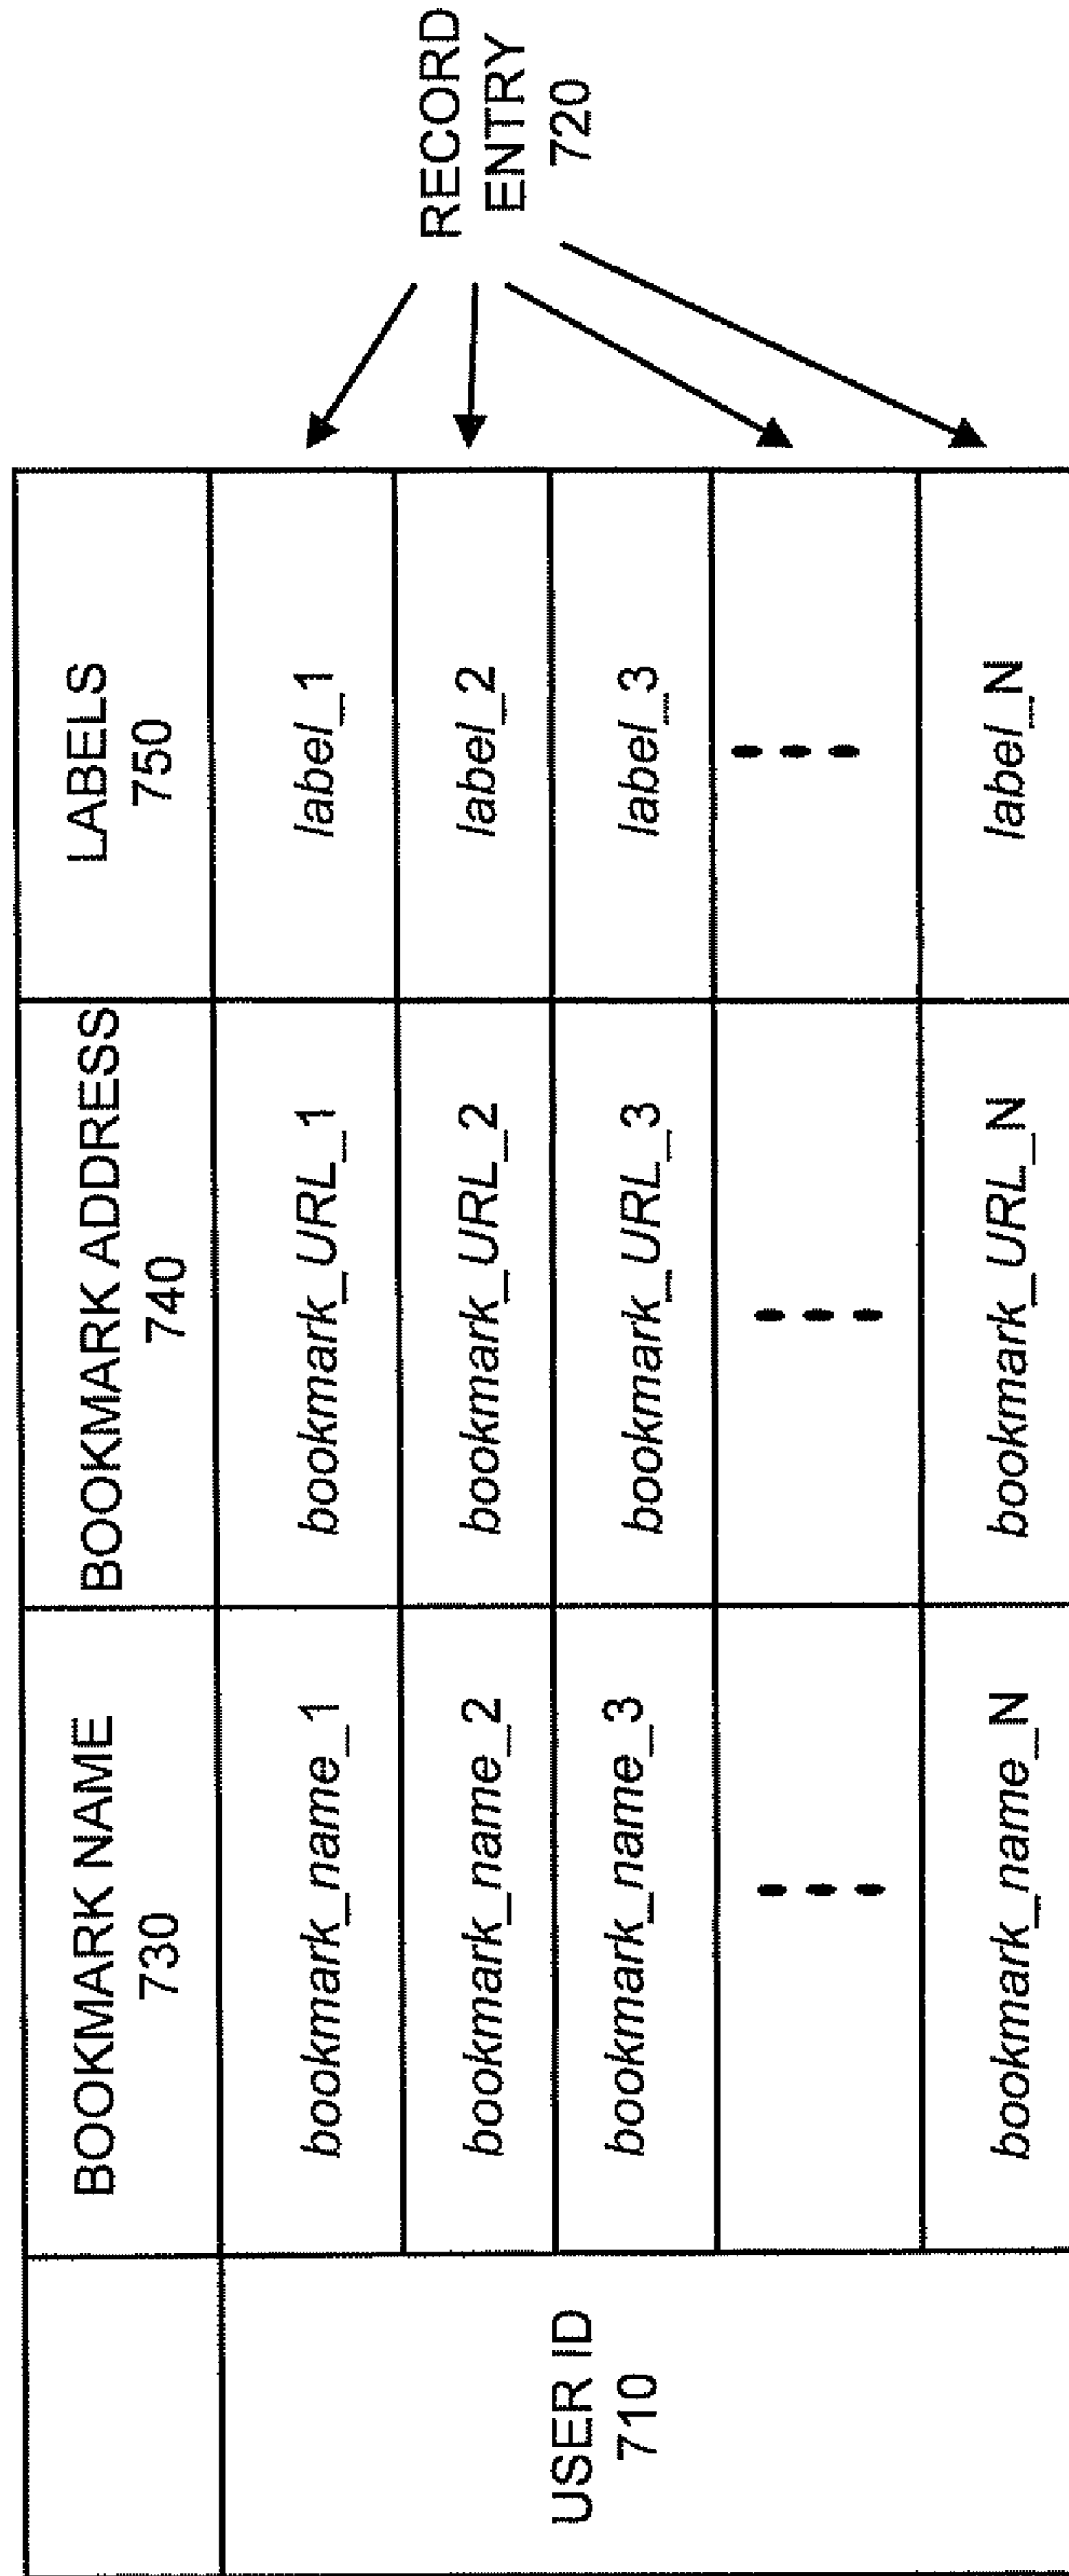 BOOKMARK NAME
730
BOOKMARK ADDRESS
740
LABELS
750
USER ID
710
bookmark_name_1
bookmark_URL_1
label_1
bookmark_name_2
bookmark_URL_2
label_2
bookmark_name_3
bookmark_URL_3
label_3
bookmark_name_N
bookmark_URL_N
label_N
RECORD
ENTRY
720